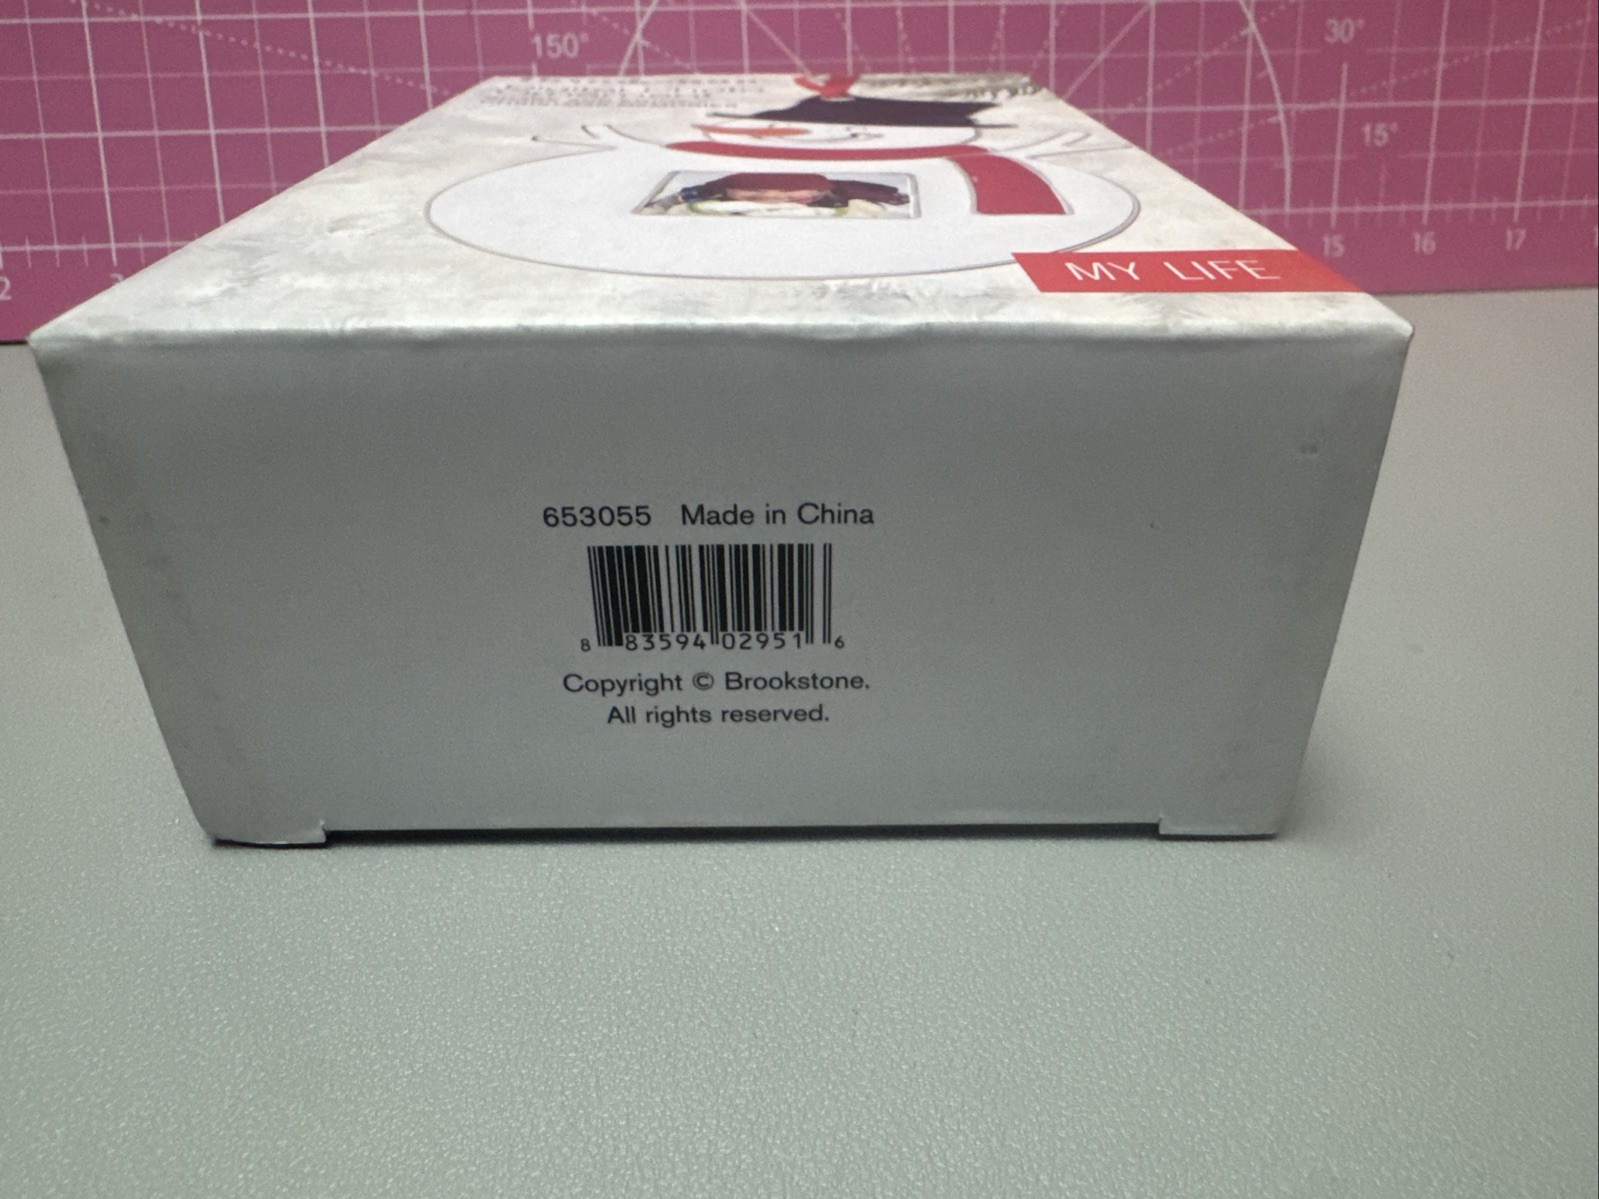 150°
30°
15°
15 16 17
2
MY LIFE
653055 Made in China
8 83594 02951 6
Copyright © Brookstone.
All rights reserved.